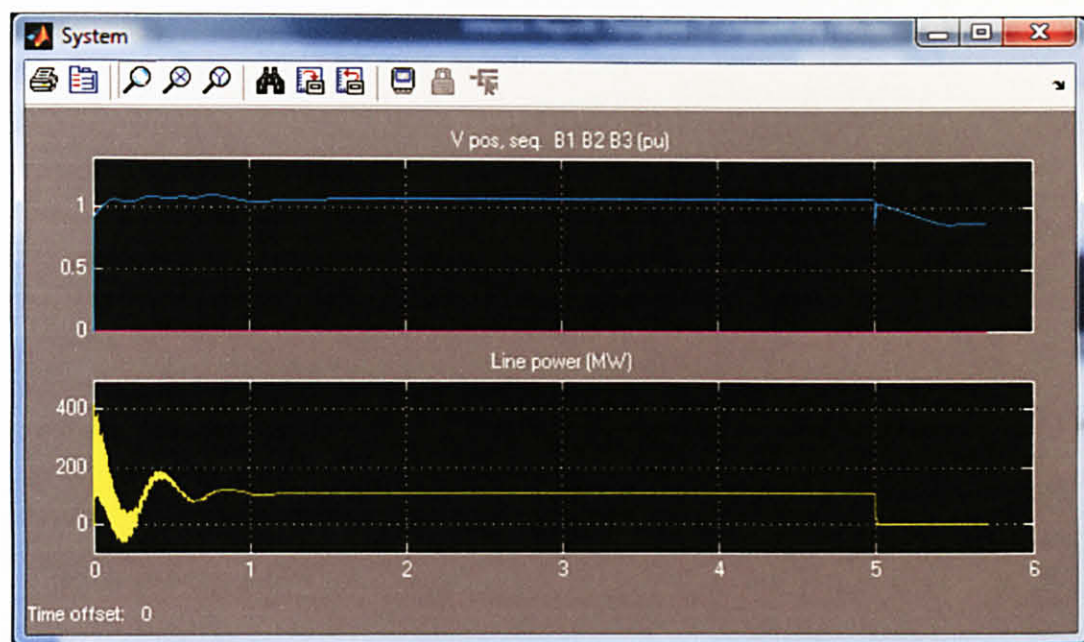 System
V pos, seq. B1 B2 B3 (pu)
1
0.5
0
Line power (MW)
400
200
0
0 1 2 3 4 5 6
Time offset: 0